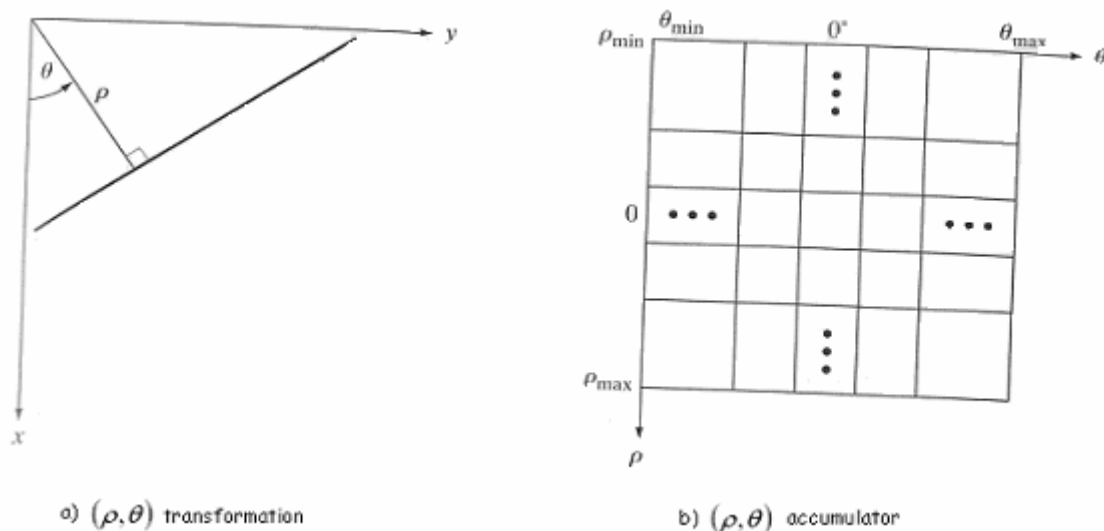 y
θ
ρ
x
a) (ρ, θ) transformation
θmin
0°
θmax
ρmin
θ
0
ρmax
ρ
b) (ρ, θ) accumulator